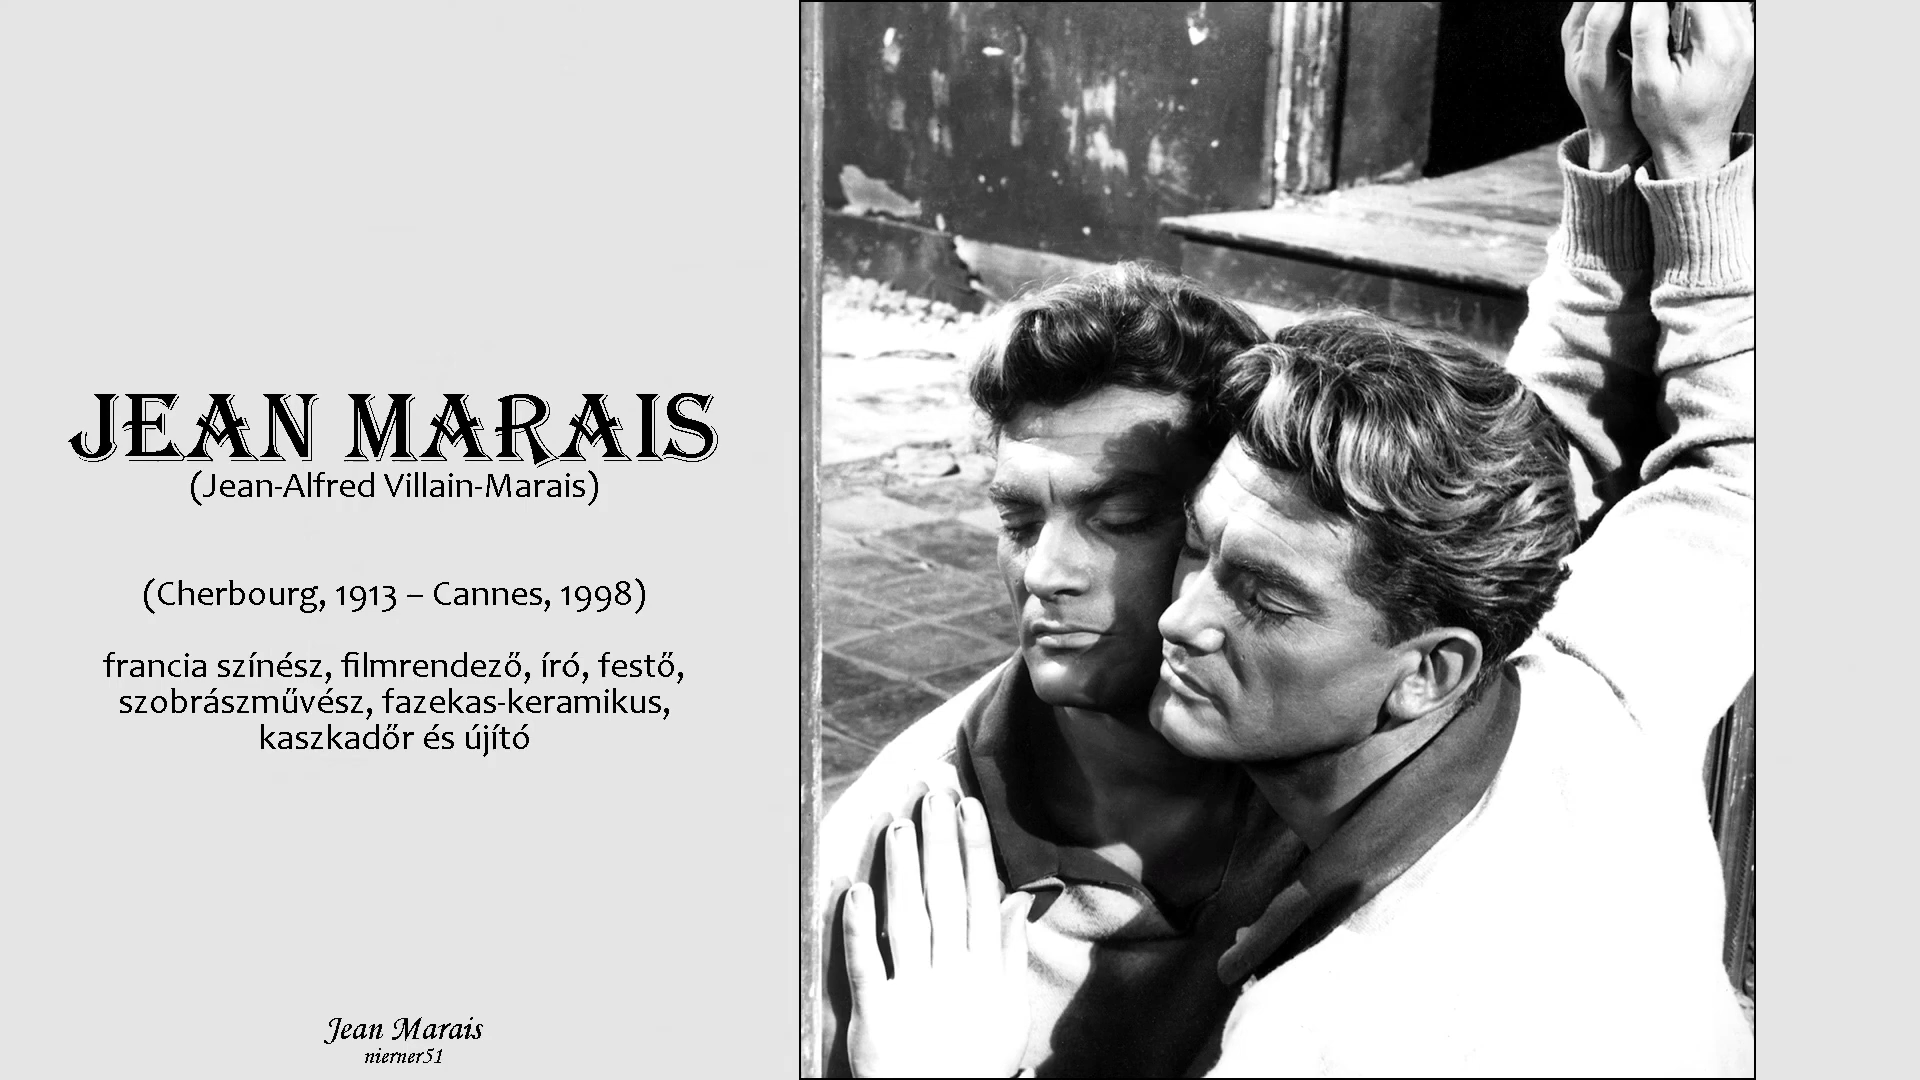 JEAN MARAIS
(Jean-Alfred Villain-Marais)
(Cherbourg, 1913 – Cannes, 1998)
francia színész, filmrendező, író, festő,
szobrászművész, fazekas-keramikus,
kaszkadőr és újító
Jean Marais
nierner51